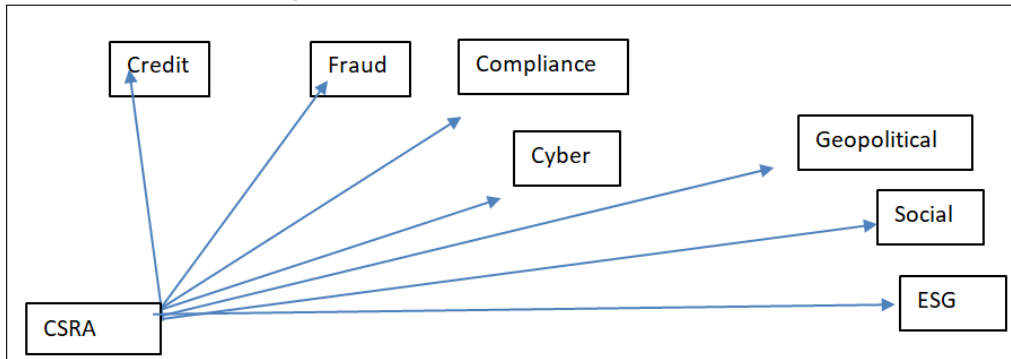 Credit
Fraud
Compliance
Cyber
Geopolitical
Social
ESG
CSRA